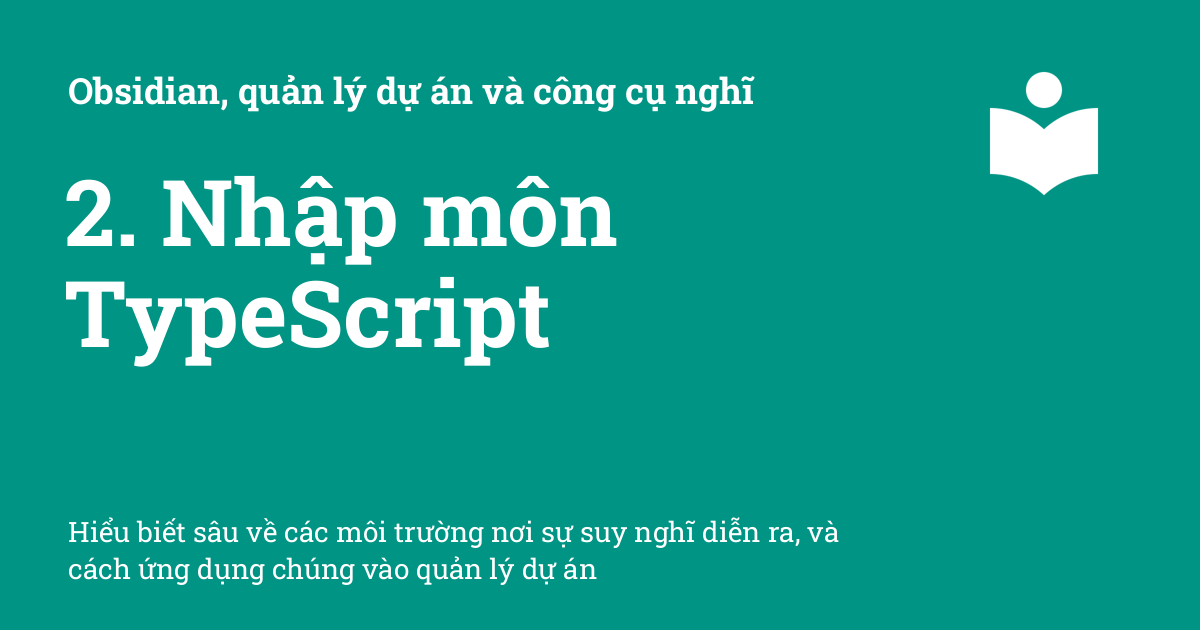 Obsidian, quản lý dự án và công cụ nghĩ
2. Nhập môn
TypeScript
Hiểu biết sâu về các môi trường nơi sự suy nghĩ diễn ra, và
cách ứng dụng chúng vào quản lý dự án